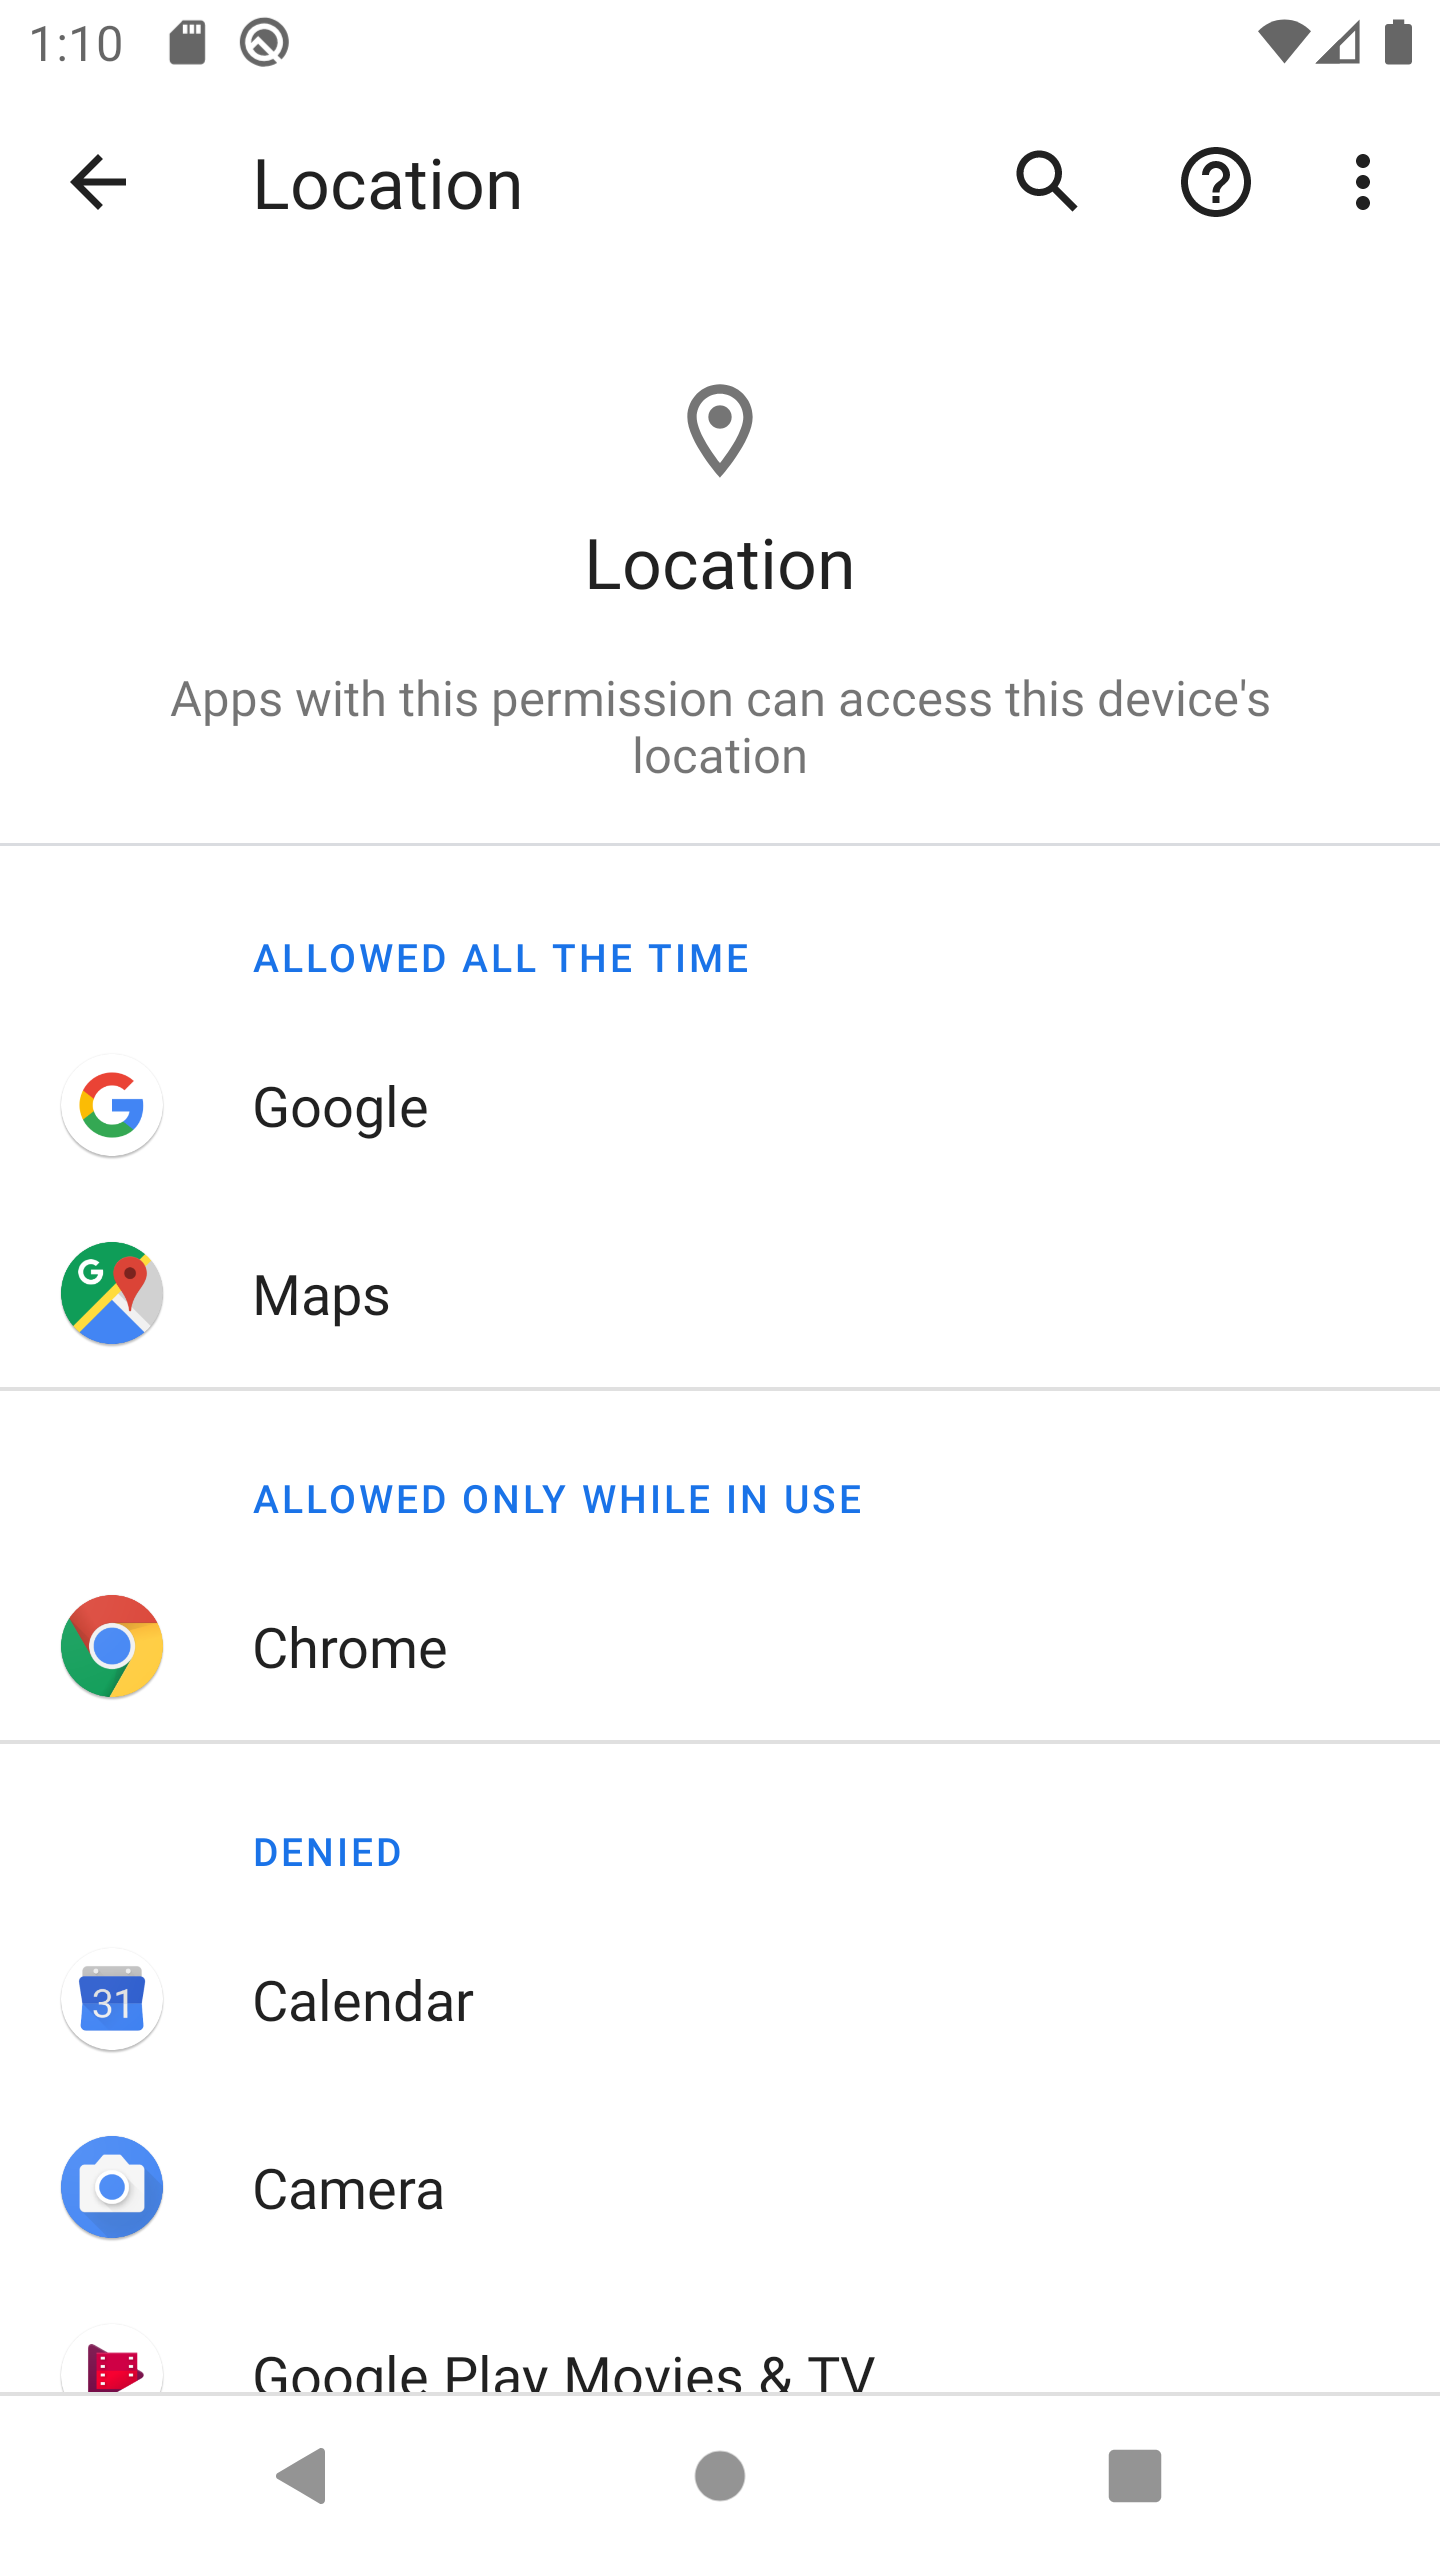 1:10
Location
Location
Apps with this permission can access this device's
location
ALLOWED ALL THE TIME
Google
Maps
ALLOWED ONLY WHILE IN USE
Chrome
DENIED
31
Calendar
Camera
Google Play Movies & TV